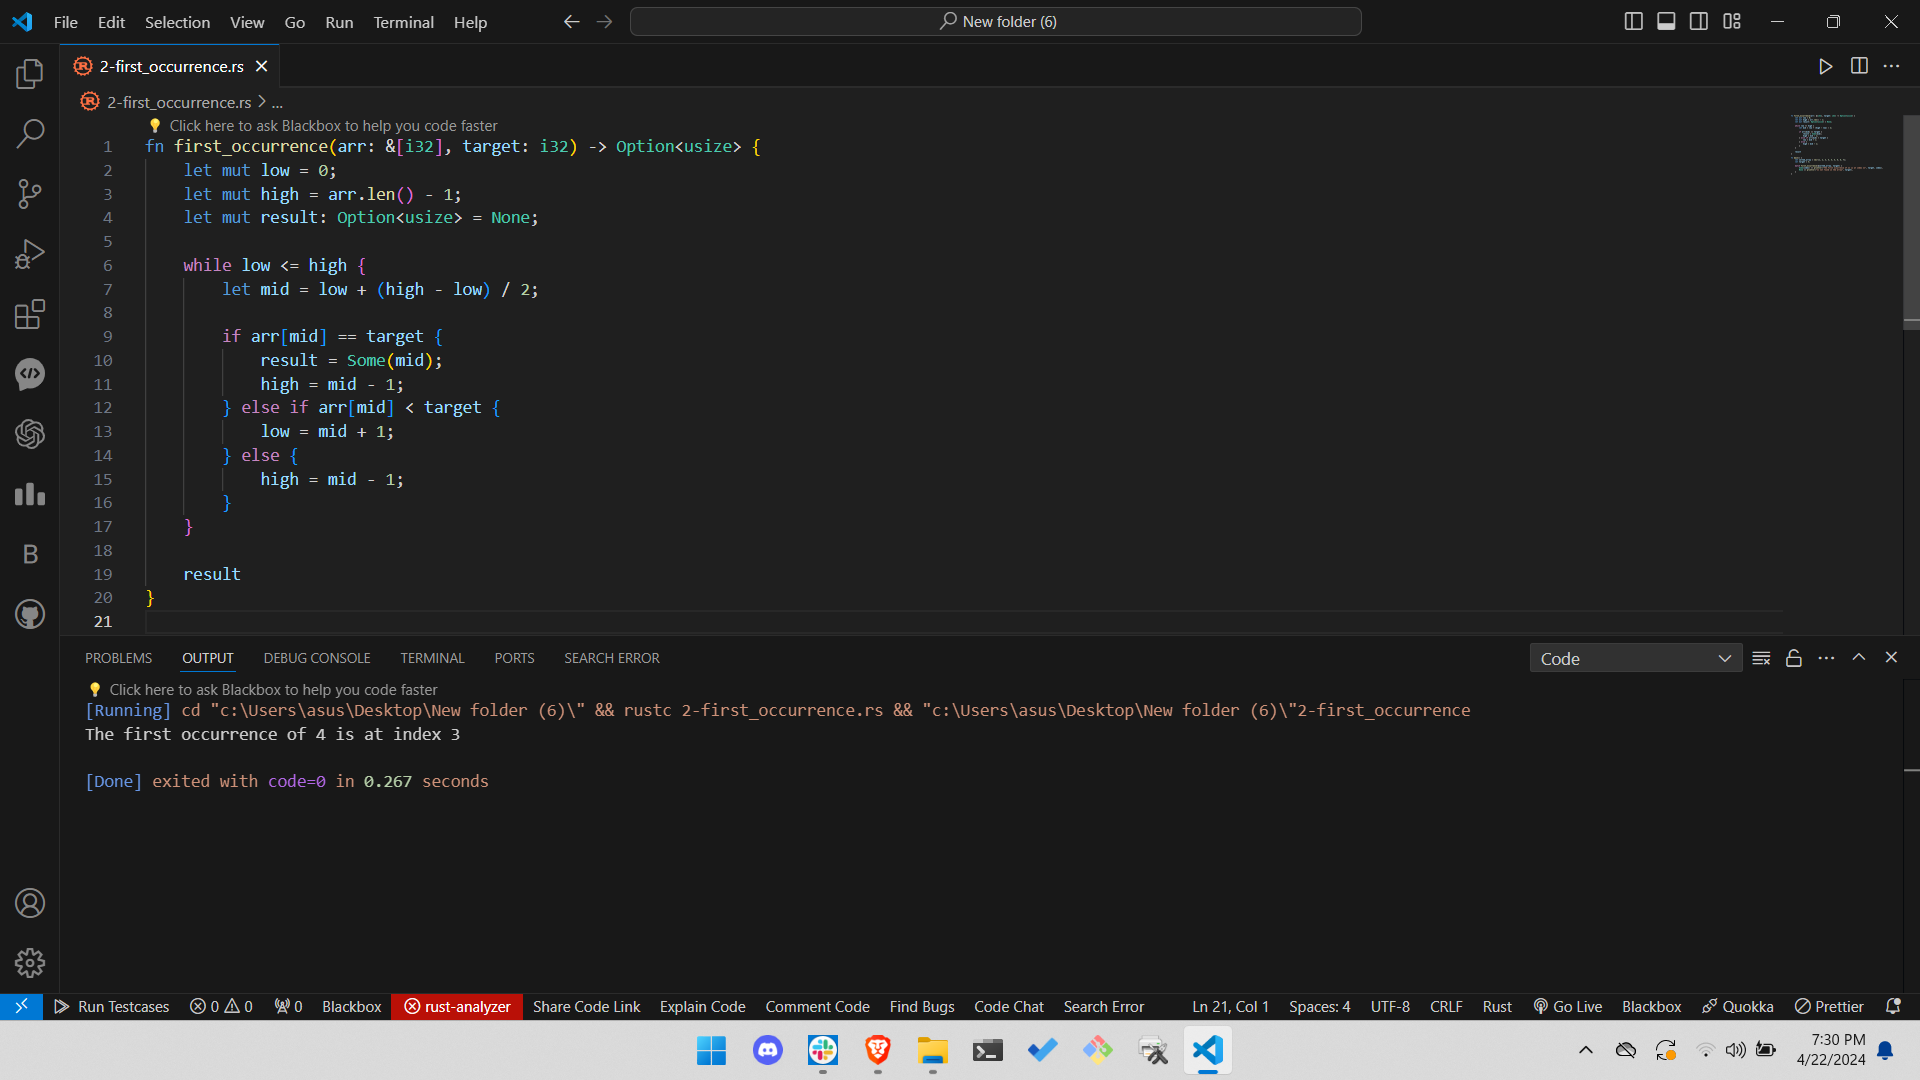 File Edit Selection View Go Run Terminal Help New folder (6)
2-first_occurrence.rs
2-first_occurrence.rs > ...
Click here to ask Blackbox to help you code faster
1 fn first_occurrence(arr: &[i32], target: i32) -> Option<usize> {
2 let mut low = 0;
3 let mut high = arr.len() - 1;
4 let mut result: Option<usize> = None;
5
6 while low <= high {
7 let mid = low + (high - low) / 2;
8
9 if arr[mid] == target {
10 result = Some(mid);
11 high = mid - 1;
12 } else if arr[mid] < target {
13 low = mid + 1;
14 } else {
15 high = mid - 1;
16 }
17 }
18
19 result
20 }
21
PROBLEMS OUTPUT DEBUG CONSOLE TERMINAL PORTS SEARCH ERROR Code
Click here to ask Blackbox to help you code faster
[Running] cd "c:\Users\asus\Desktop\New folder (6)\" && rustc 2-first_occurrence.rs && "c:\Users\asus\Desktop\New folder (6)\"2-first_occurrence
The first occurrence of 4 is at index 3
[Done] exited with code=0 in 0.267 seconds
B
Run Testcases 0 0 0 Blackbox rust-analyzer Share Code Link Explain Code Comment Code Find Bugs Code Chat Search Error Ln 21, Col 1 Spaces: 4 UTF-8 CRLF Rust Go Live Blackbox Quokka Prettier
7:30 PM
4/22/2024